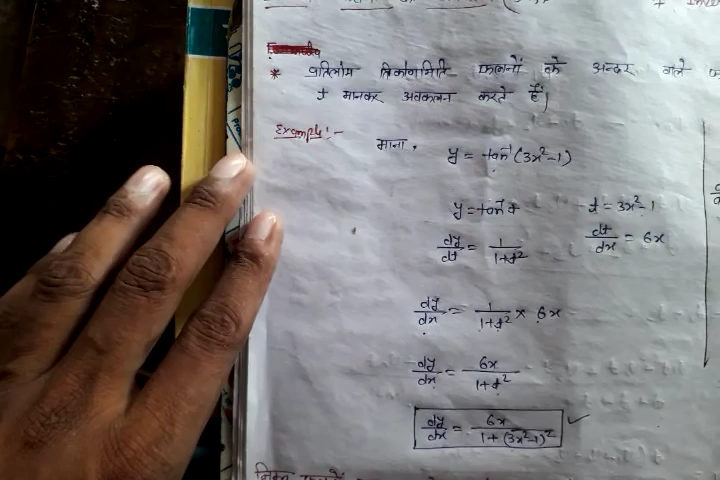 * प्रतिलोम त्रिकोणमिति फलनों के अन्दर वाले
t मानकर अवकलन करते हैं।
Example:-
माना, y = tan⁻¹(3x²-1)
y = tan⁻¹t t = 3x²-1
dy/dt = 1/1+t² dt/dx = 6x
dy/dx = 1/1+t² × 6x
dy/dx = 6x/1+t²
dy/dx = 6x/1+(3x²-1)² ✓